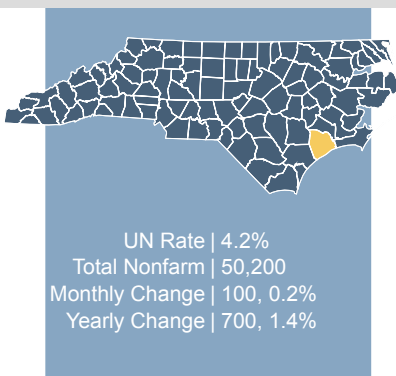 UN Rate | 4.2%
Total Nonfarm | 50,200
Monthly Change | 100, 0.2%
Yearly Change | 700, 1.4%